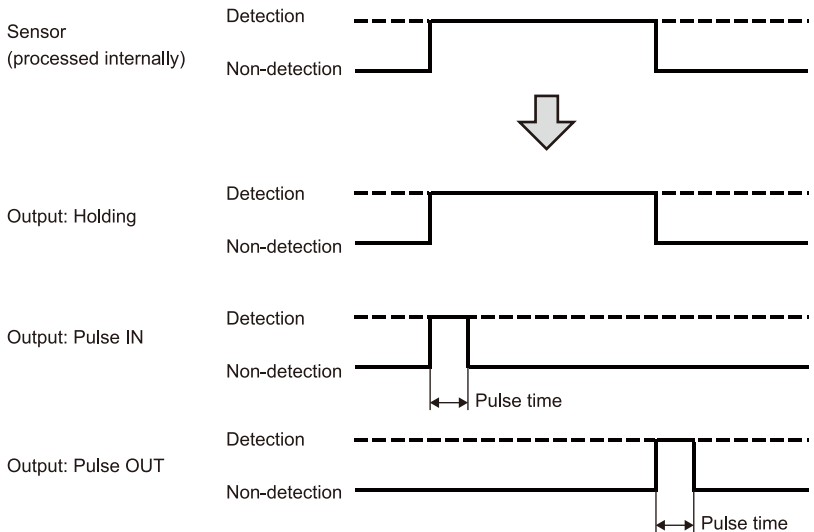 Sensor
(processed internally)
Detection
Non-detection
Output: Holding
Detection
Non-detection
Output: Pulse IN
Detection
Non-detection
Pulse time
Output: Pulse OUT
Detection
Non-detection
Pulse time